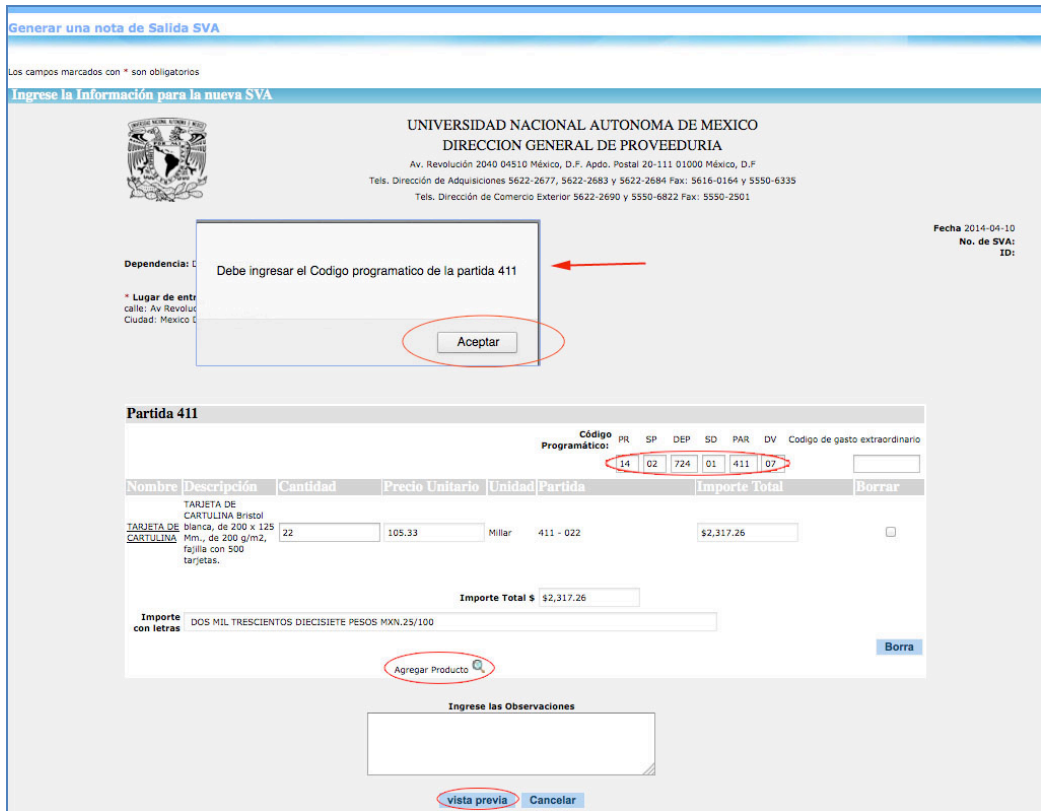 Generar una nota de Salida SVA
Los campos marcados con * son obligatorios
Ingrese la Información para la nueva SVA
UNIVERSIDAD NACIONAL AUTONOMA DE MEXICO
DIRECCION GENERAL DE PROVEEDURIA
Av. Revolución 2040 04510 México, D.F. Apdo. Postal 20-111 01000 México, D.F
Tels. Dirección de Adquisiciones 5622-2677, 5622-2683 y 5622-2684 Fax: 5616-0164 y 5550-6335
Tels. Dirección de Comercio Exterior 5622-2690 y 5550-6822 Fax: 5550-2501
Fecha 2014-04-10
No. de SVA:
ID:
Dependencia:
* Lugar de entr
calle: Av Revoluc
Ciudad: Mexico D
Debe ingresar el Codigo programatico de la partida 411
Aceptar
Partida 411
Código Programático: PR SP DEP SD PAR DV Codigo de gasto extraordinario
14 02 724 01 411 07
Nombre Descripción Cantidad Precio Unitario Unidad Partida Importe Total Borrar
TARJETA DE CARTULINA
TARJETA DE
CARTULINA Bristol
blanca, de 200 x 125
Mm., de 200 g/m2,
fajilla con 500
tarjetas.
22 105.33 Millar 411 - 022 $2,317.26
Importe Total $ $2,317.26
Importe con letras DOS MIL TRESCIENTOS DIECISIETE PESOS MXN.25/100
Borra
Agregar Producto
Ingrese las Observaciones
vista previa Cancelar